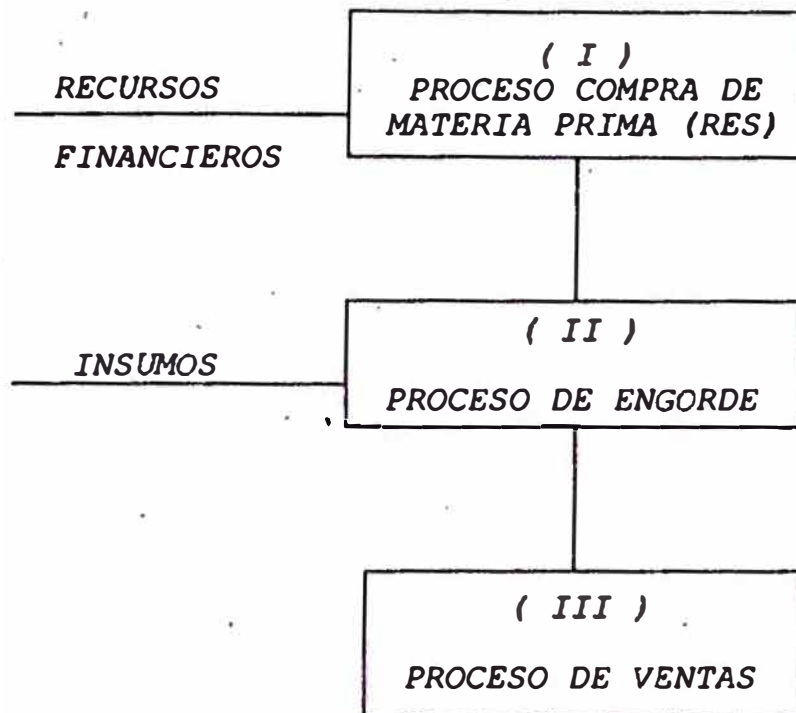 ( I )
RECURSOS
PROCESO COMPRA DE
MATERIA PRIMA (RES)
FINANCIEROS
( II )
INSUMOS
PROCESO DE ENGORDE
( III )
PROCESO DE VENTAS